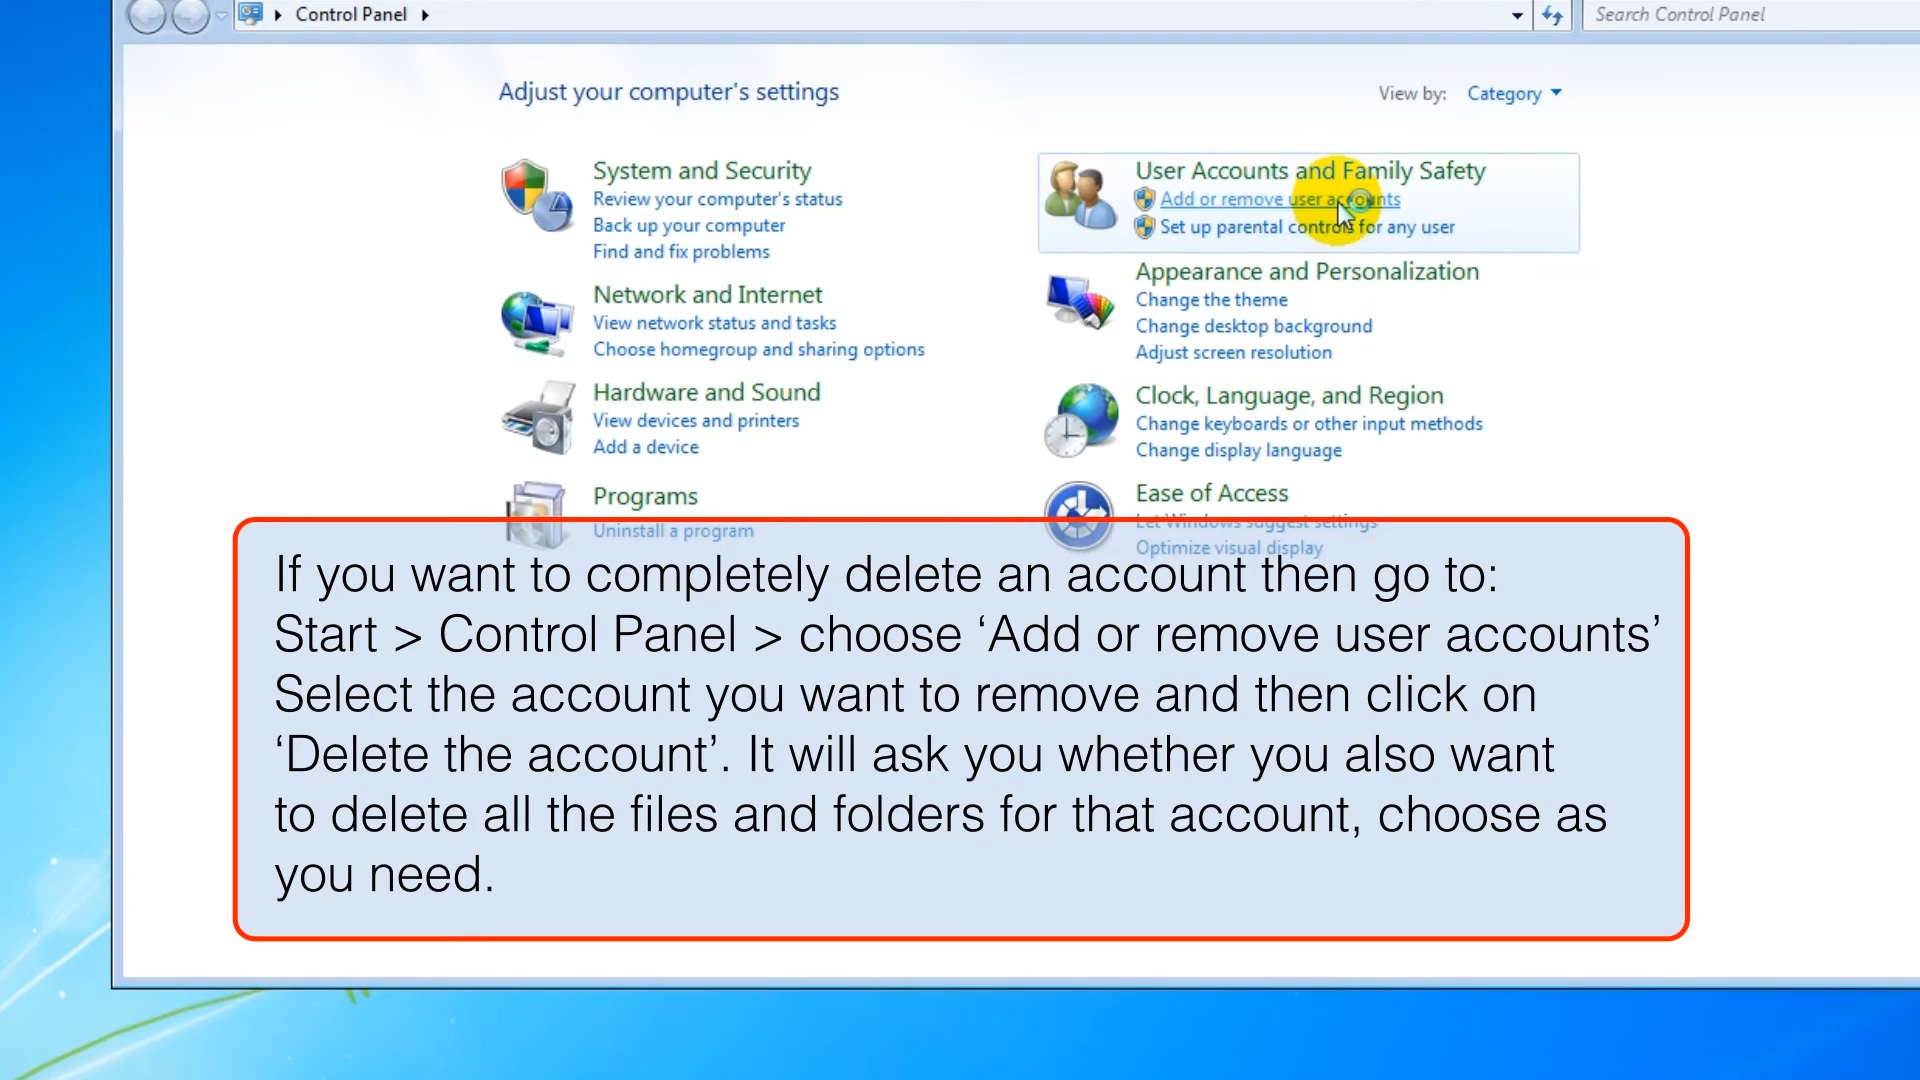 Control Panel
Search Control Panel
Adjust your computer's settings
View by: Category
System and Security
Review your computer's status
Back up your computer
Find and fix problems
Network and Internet
View network status and tasks
Choose homegroup and sharing options
Hardware and Sound
View devices and printers
Add a device
Programs
Uninstall a program
User Accounts and Family Safety
Add or remove user accounts
Set up parental controls for any user
Appearance and Personalization
Change the theme
Change desktop background
Adjust screen resolution
Clock, Language, and Region
Change keyboards or other input methods
Change display language
Ease of Access
Let Windows suggest settings
Optimize visual display
If you want to completely delete an account then go to:
Start > Control Panel > choose ‘Add or remove user accounts’
Select the account you want to remove and then click on
‘Delete the account’. It will ask you whether you also want
to delete all the files and folders for that account, choose as
you need.